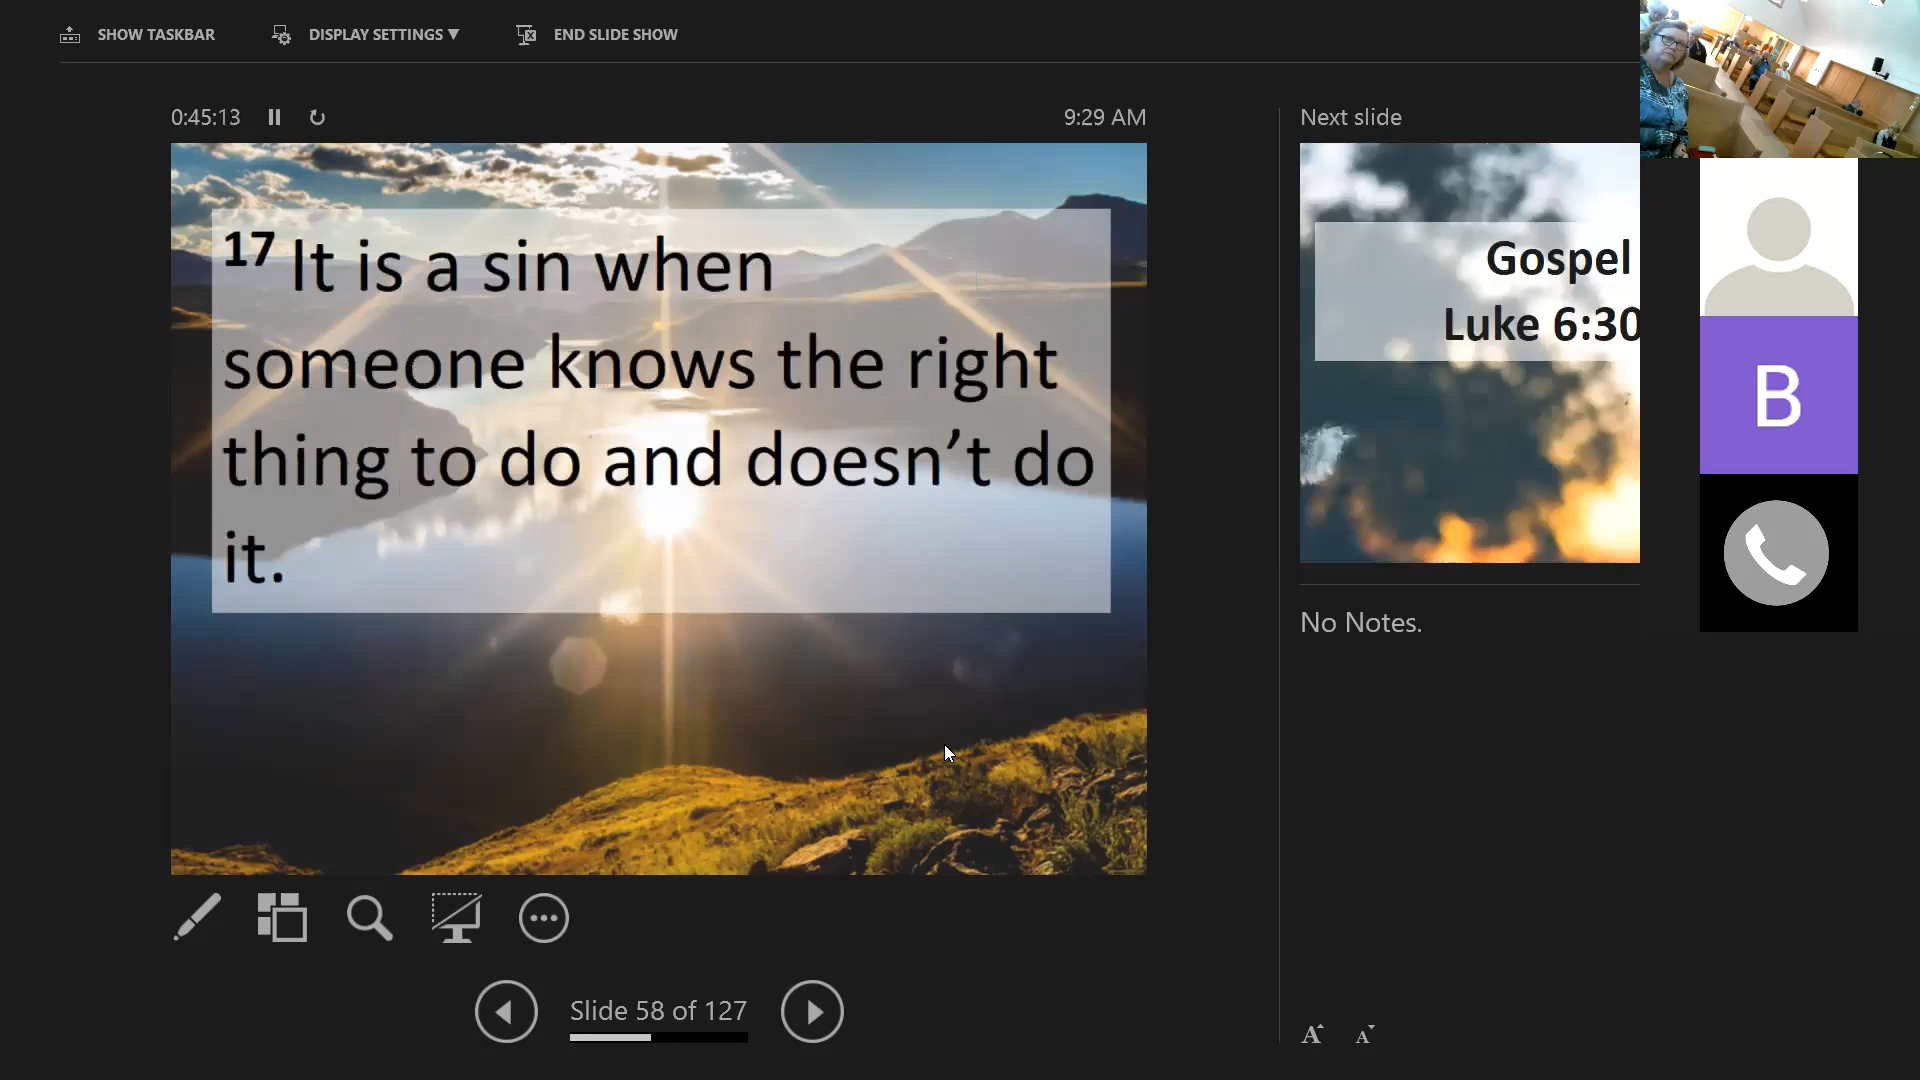 SHOW TASKBAR
DISPLAY SETTINGS ▼
END SLIDE SHOW
0:45:13
9:29 AM
Next slide
17 It is a sin when
someone knows the right
thing to do and doesn’t do
it.
Gospel
Luke 6:30
B
No Notes.
Slide 58 of 127
A
A